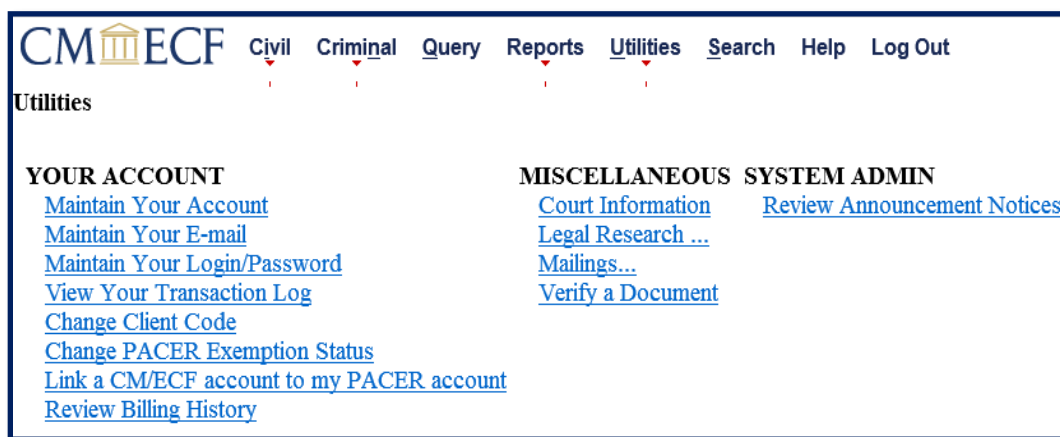 CM ECF Civil Criminal Query Reports Utilities Search Help Log Out
Utilities
YOUR ACCOUNT
Maintain Your Account
Maintain Your E-mail
Maintain Your Login/Password
View Your Transaction Log
Change Client Code
Change PACER Exemption Status
Link a CM/ECF account to my PACER account
Review Billing History
MISCELLANEOUS
Court Information
Legal Research ...
Mailings...
Verify a Document
SYSTEM ADMIN
Review Announcement Notices